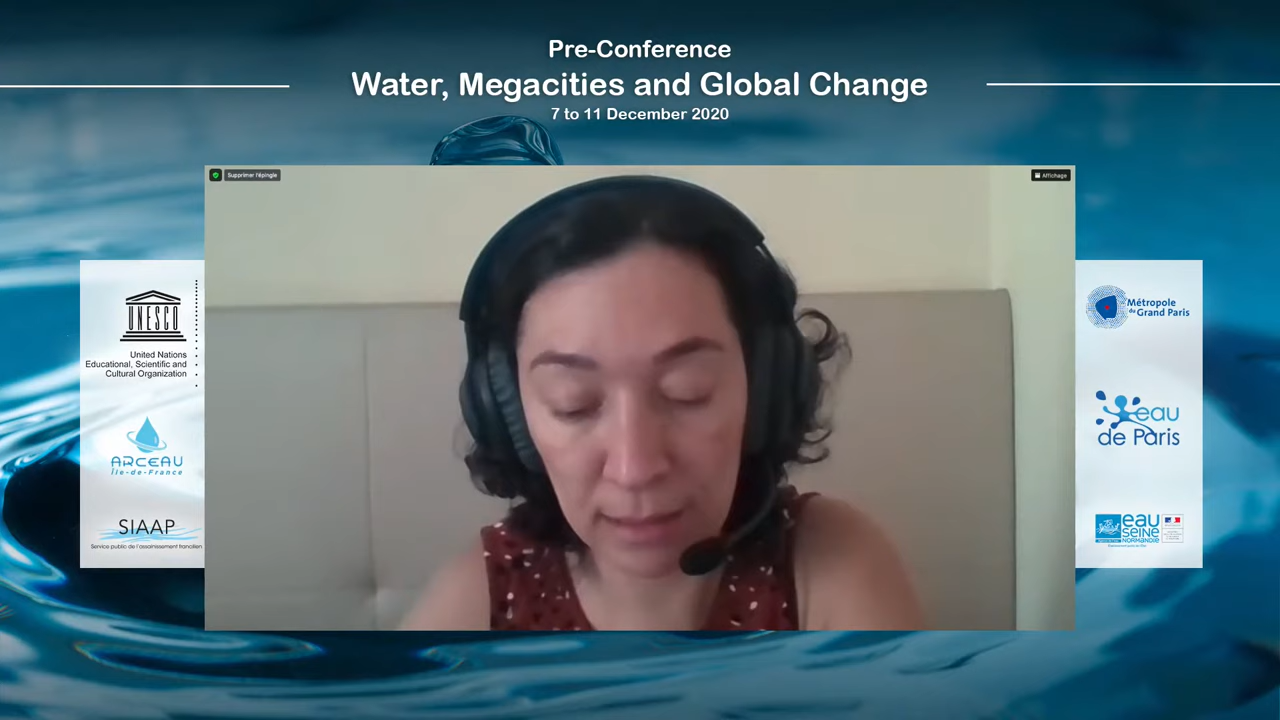 Pre-Conference
Water, Megacities and Global Change
7 to 11 December 2020
Supprimer l'épingle
Affichage
UNESCO
United Nations
Educational, Scientific and
Cultural Organization
ARCEAU
Île-de-France
SIAAP
Service public de l'assainissement francilien
Métropole
du Grand Paris
eau
de Paris
eau
SEINE
NORMANDIE